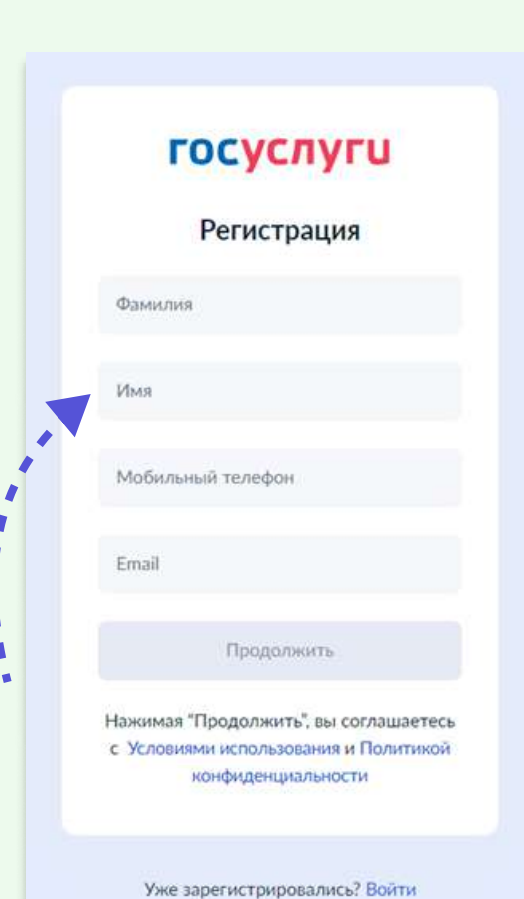 госуслуги
Регистрация
Фамилия
Имя
Мобильный телефон
Email
Продолжить
Нажимая "Продолжить", вы соглашаетесь
с Условиями использования и Политикой
конфиденциальности
Уже зарегистрировались? Войти